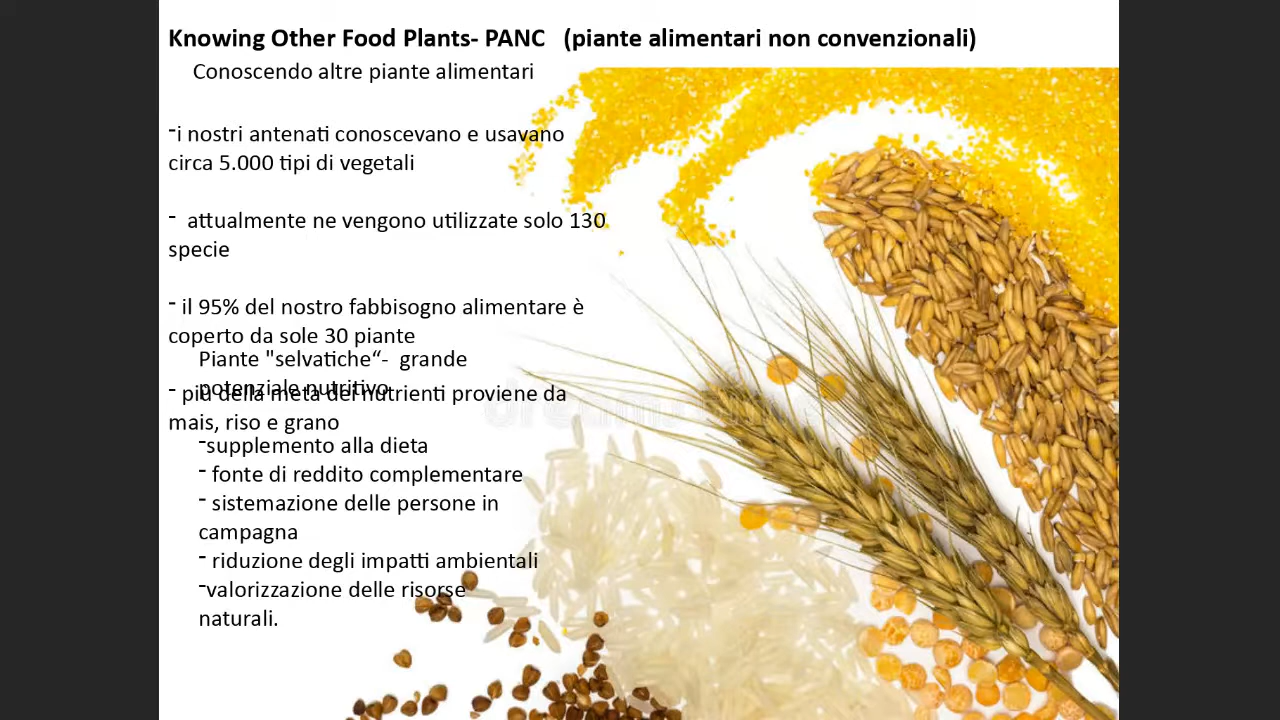 Knowing Other Food Plants- PANC (piante alimentari non convenzionali)
Conoscendo altre piante alimentari
-i nostri antenati conoscevano e usavano
circa 5.000 tipi di vegetali
- attualmente ne vengono utilizzate solo 130
specie
- il 95% del nostro fabbisogno alimentare è
coperto da sole 30 piante
Piante "selvatiche“- grande
potenziale nutritivo
- più della metà dei nutrienti proviene da
mais, riso e grano
-supplemento alla dieta
- fonte di reddito complementare
- sistemazione delle persone in
campagna
- riduzione degli impatti ambientali
-valorizzazione delle risorse
naturali.